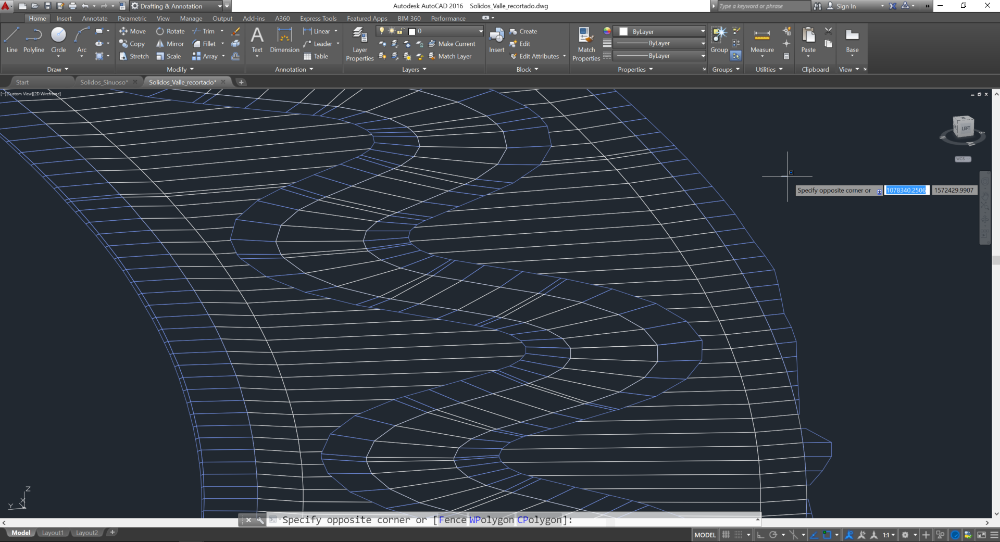 Drafting & Annotation
Autodesk AutoCAD 2016 Solidos_Valle_recortado.dwg
Type a keyword or phrase
Sign In
Home Insert Annotate Parametric View Manage Output Add-ins A360 Express Tools Featured Apps BIM 360 Performance
Move Rotate Trim Linear 0 Create ByLayer
Copy Mirror Fillet Leader Make Current Edit ByLayer
Line Polyline Circle Arc Text Dimension Layer Properties Insert Match Properties Group Measure Paste Base
Stretch Scale Array Table Match Layer Edit Attributes ByLayer
Draw Modify Annotation Layers Block Properties Groups Utilities Clipboard View
Start Solidos_Sinuoso* Solidos_Valle_recortado*
[−][Custom View][2D Wireframe]
LEFT
WCS
Specify opposite corner or 1078340.2506 1572429.9907
Z
X
Y
Specify opposite corner or [Fence WPolygon CPolygon]:
Model Layout1 Layout2
MODEL 1:1